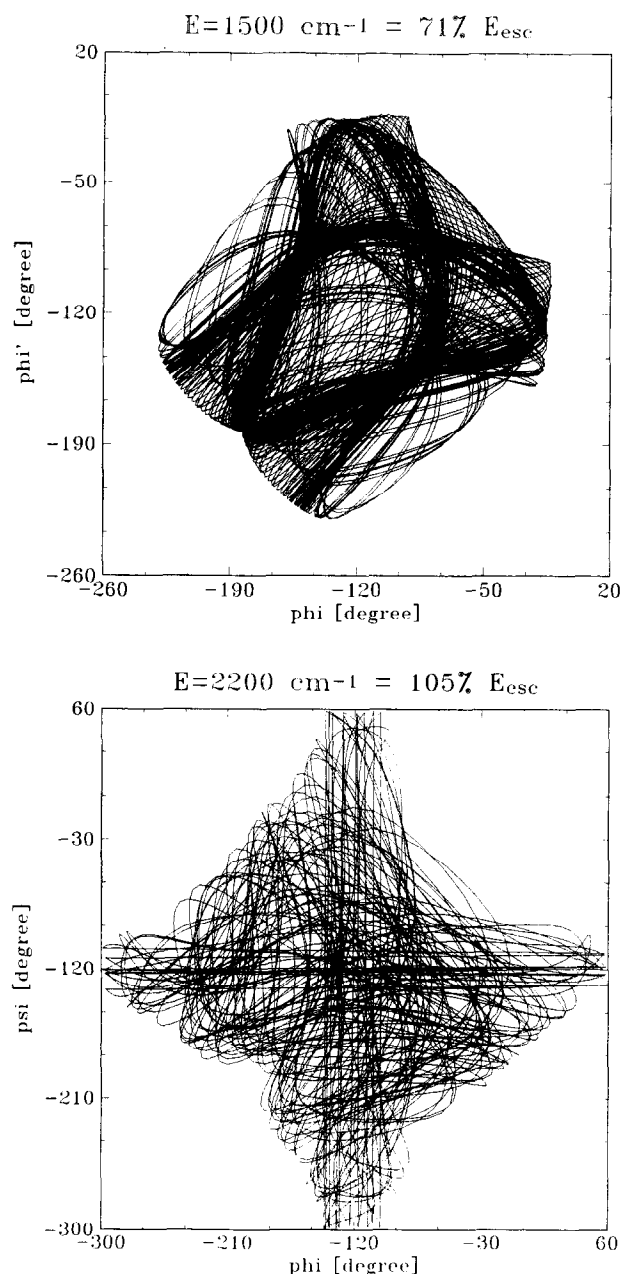 E=1500 cm⁻¹ = 71% Eesc
20
-50
-120
-190
-260
phi' [degree]
-260 -190 -120 -50 20
phi [degree]
E=2200 cm⁻¹ = 105% Eesc
60
-30
-120
-210
-300
psi [degree]
-300 -210 -120 -30 60
phi [degree]